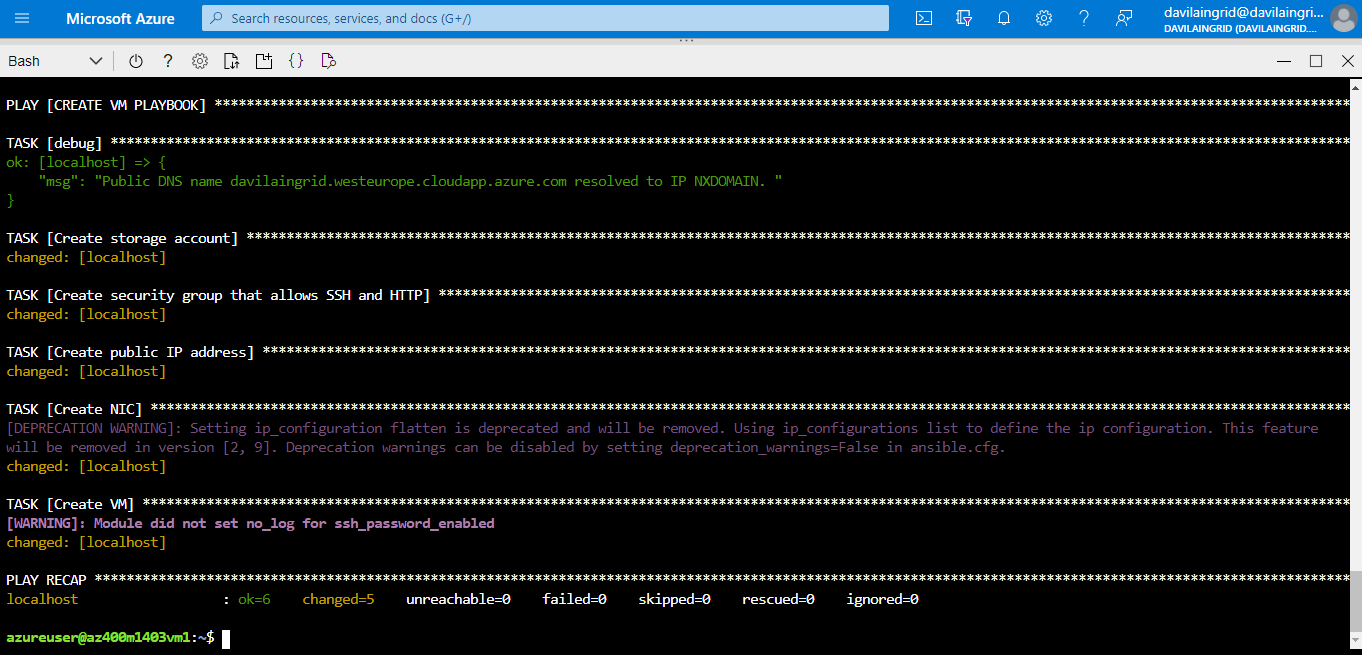 Microsoft Azure
Search resources, services, and docs (G+/)
davilaingrid@davilaingri...
DAVILAINGRID (DAVILAINGRID....
Bash
PLAY [CREATE VM PLAYBOOK] **********************************************************************************************************************************************
TASK [debug] ***********************************************************************************************************************************************************
ok: [localhost] => {
"msg": "Public DNS name davilaingrid.westeurope.cloudapp.azure.com resolved to IP NXDOMAIN. "
}
TASK [Create storage account] ******************************************************************************************************************************************
changed: [localhost]
TASK [Create security group that allows SSH and HTTP] ******************************************************************************************************************
changed: [localhost]
TASK [Create public IP address] ****************************************************************************************************************************************
changed: [localhost]
TASK [Create NIC] ******************************************************************************************************************************************************
[DEPRECATION WARNING]: Setting ip_configuration flatten is deprecated and will be removed. Using ip_configurations list to define the ip configuration. This feature
will be removed in version [2, 9]. Deprecation warnings can be disabled by setting deprecation_warnings=False in ansible.cfg.
changed: [localhost]
TASK [Create VM] *******************************************************************************************************************************************************
[WARNING]: Module did not set no_log for ssh_password_enabled
changed: [localhost]
PLAY RECAP *************************************************************************************************************************************************************
localhost : ok=6 changed=5 unreachable=0 failed=0 skipped=0 rescued=0 ignored=0
azureuser@az400m1403vm1:~$